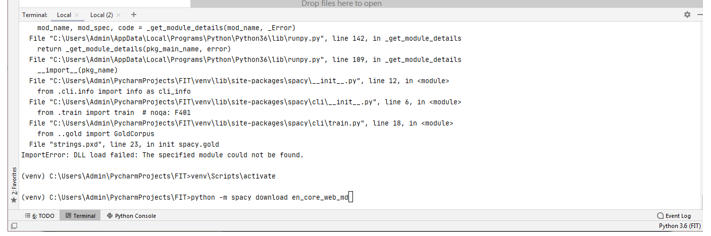 Drop files here to open
Terminal: Local × Local (2) × +
mod_name, mod_spec, code = _get_module_details(mod_name, _Error)
File "C:\Users\Admin\AppData\Local\Programs\Python\Python36\lib\runpy.py", line 142, in _get_module_details
return _get_module_details(pkg_main_name, error)
File "C:\Users\Admin\AppData\Local\Programs\Python\Python36\lib\runpy.py", line 109, in _get_module_details
__import__(pkg_name)
File "C:\Users\Admin\PycharmProjects\FIT\venv\lib\site-packages\spacy\__init__.py", line 12, in <module>
from .cli.info import info as cli_info
File "C:\Users\Admin\PycharmProjects\FIT\venv\lib\site-packages\spacy\cli\__init__.py", line 6, in <module>
from .train import train  # noqa: F401
File "C:\Users\Admin\PycharmProjects\FIT\venv\lib\site-packages\spacy\cli\train.py", line 18, in <module>
from ..gold import GoldCorpus
File "strings.pxd", line 23, in init spacy.gold
ImportError: DLL load failed: The specified module could not be found.
(venv) C:\Users\Admin\PycharmProjects\FIT>venv\Scripts\activate
(venv) C:\Users\Admin\PycharmProjects\FIT>python -m spacy download en_core_web_md
2: Favorites
6: TODO Terminal Python Console Event Log
Python 3.6 (FIT)